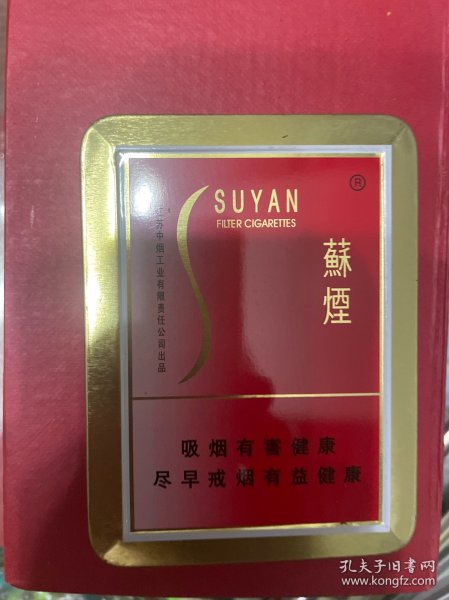 SUYAN
®
FILTER CIGARETTES
蘇煙
江苏中烟工业有限责任公司出品
吸烟有害健康
尽早戒烟有益健康
孔夫子旧书网
www.kongfz.com